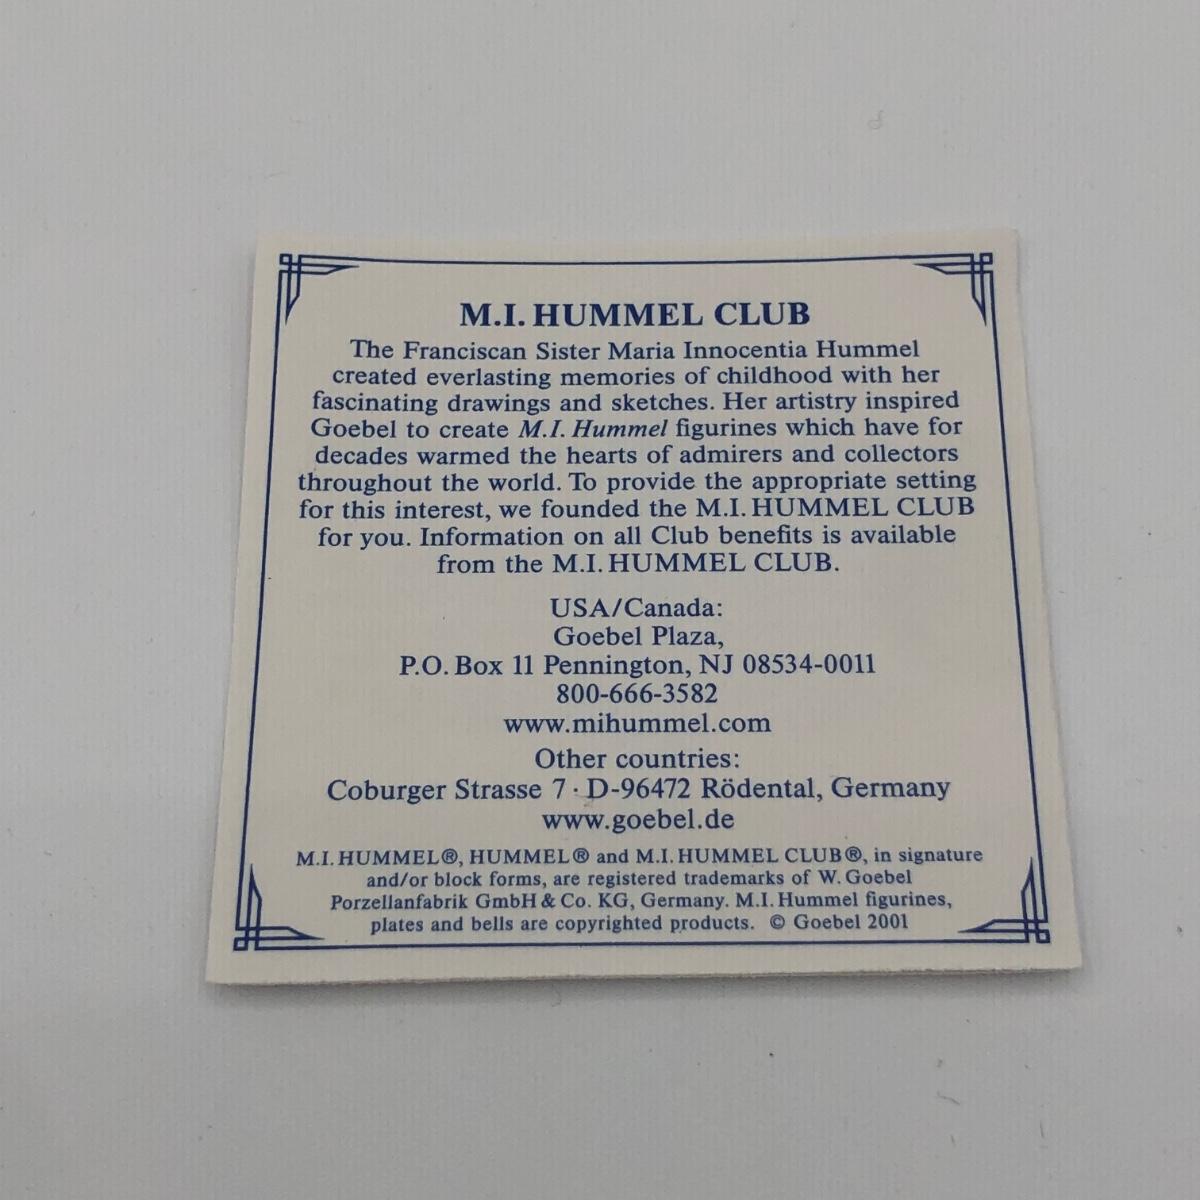 M.I. HUMMEL CLUB
The Franciscan Sister Maria Innocentia Hummel
created everlasting memories of childhood with her
fascinating drawings and sketches. Her artistry inspired
Goebel to create M.I. Hummel figurines which have for
decades warmed the hearts of admirers and collectors
throughout the world. To provide the appropriate setting
for this interest, we founded the M.I. HUMMEL CLUB
for you. Information on all Club benefits is available
from the M.I. HUMMEL CLUB.
USA/Canada:
Goebel Plaza,
P.O. Box 11 Pennington, NJ 08534-0011
800-666-3582
www.mihummel.com
Other countries:
Coburger Strasse 7 · D-96472 Rödental, Germany
www.goebel.de
M.I. HUMMEL®, HUMMEL® and M.I. HUMMEL CLUB®, in signature
and/or block forms, are registered trademarks of W. Goebel
Porzellanfabrik GmbH & Co. KG, Germany. M.I. Hummel figurines,
plates and bells are copyrighted products. © Goebel 2001